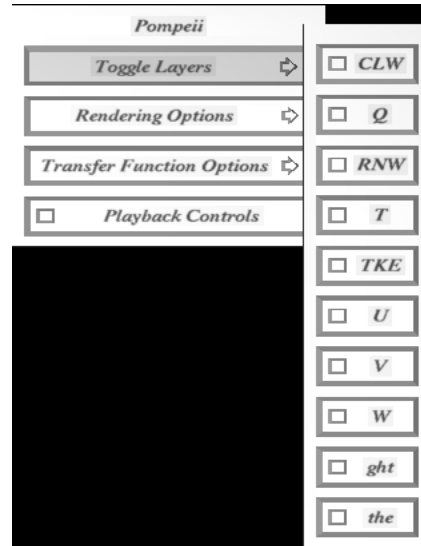 Pompeii
Toggle Layers
Rendering Options
Transfer Function Options
Playback Controls
CLW
Q
RNW
T
TKE
U
V
W
ght
the